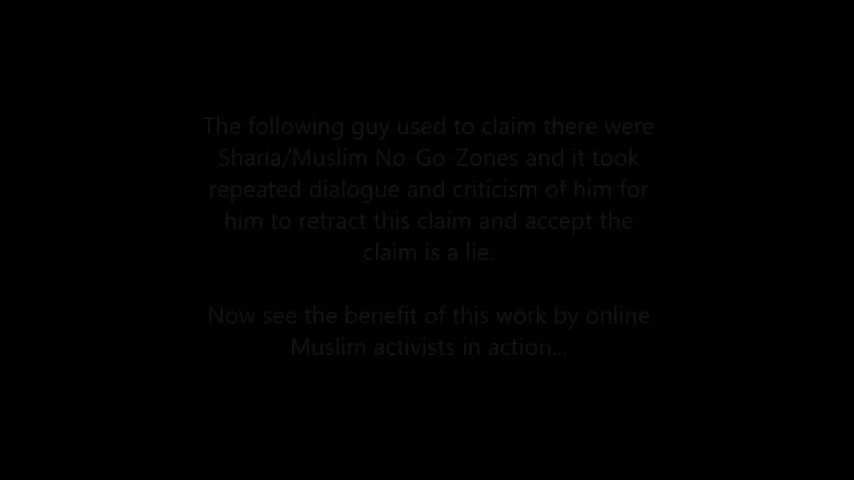 The following guy used to claim there were
Sharia/Muslim No-Go-Zones and it took
repeated dialogue and criticism of him for
him to retract this claim and accept the
claim is a lie.
Now see the benefit of this work by online
Muslim activists in action...